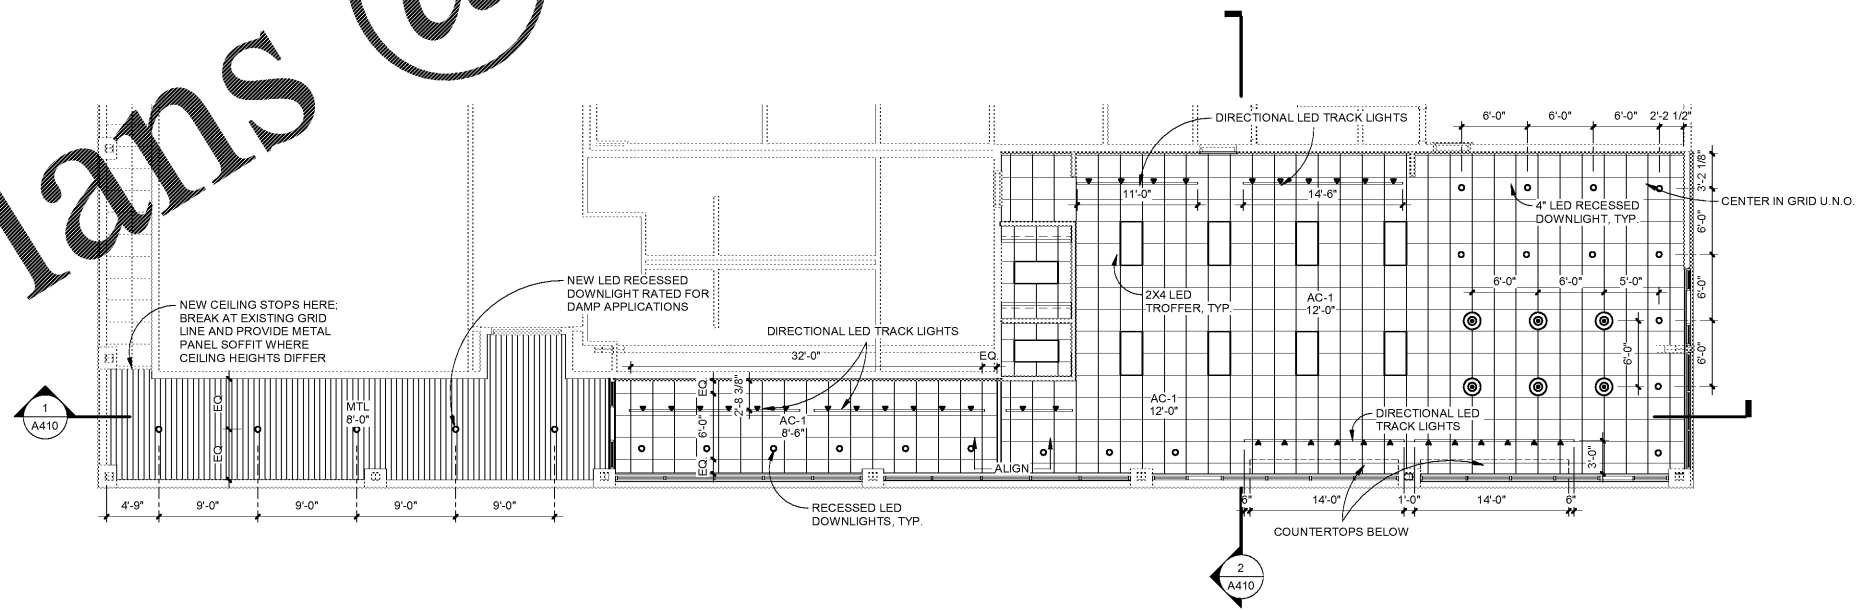 lans @
DIRECTIONAL LED TRACK LIGHTS
6'-0" 6'-0" 6'-0" 2'-2 1/2"
3'-2 1/8"
11'-0"
14'-6"
4" LED RECESSED
DOWNLIGHT, TYP.
CENTER IN GRID U.N.O.
6'-0"
6'-0" 6'-0" 5'-0"
6'-0"
6'-0"
6'-0"
NEW LED RECESSED
DOWNLIGHT RATED FOR
DAMP APPLICATIONS
2X4 LED
TROFFER, TYP.
AC-1
12'-0"
NEW CEILING STOPS HERE;
BREAK AT EXISTING GRID
LINE AND PROVIDE METAL
PANEL SOFFIT WHERE
CEILING HEIGHTS DIFFER
DIRECTIONAL LED TRACK LIGHTS
32'-0"
EQ.
1
A410
EQ
EQ
MTL
8'-0"
EQ.
6'-0"
EQ.
2'-8 3/8"
AC-1
8'-6"
AC-1
12'-0"
DIRECTIONAL LED
TRACK LIGHTS
3'-0"
ALIGN
4'-9" 9'-0" 9'-0" 9'-0" 9'-0"
RECESSED LED
DOWNLIGHTS, TYP.
6" 14'-0" 1'-0" 14'-0" 6"
COUNTERTOPS BELOW
2
A410